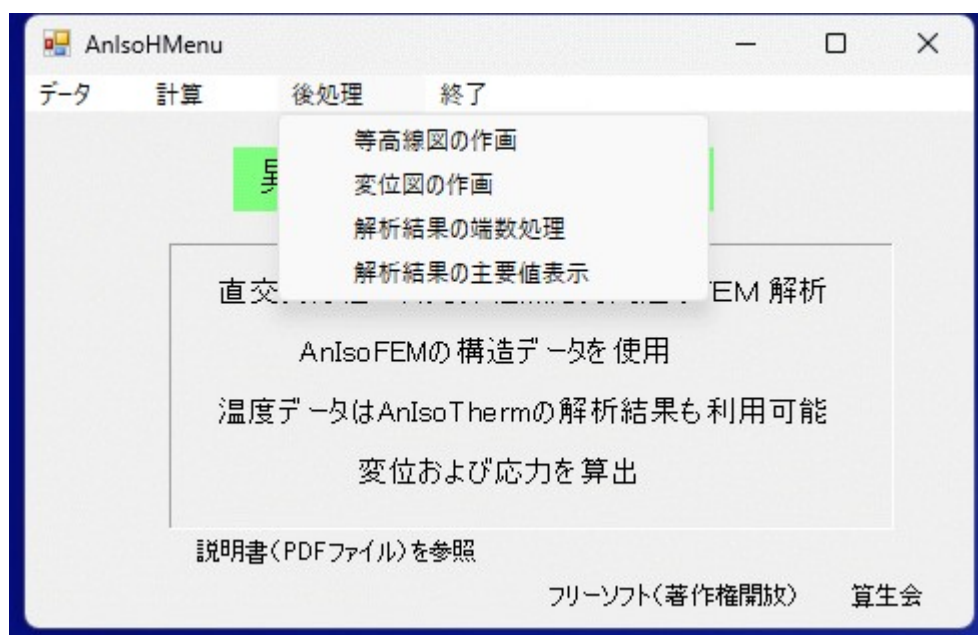 AnIsoHMenu
データ 計算 後処理 終了
等高線図の作画
変位図の作画
解析結果の端数処理
解析結果の主要値表示
直交 EM 解析
AnIsoFEMの構造データを使用
温度データはAnIsoThermの解析結果も利用可能
変位および応力を算出
説明書(PDFファイル)を参照
フリーソフト(著作権開放) 算生会